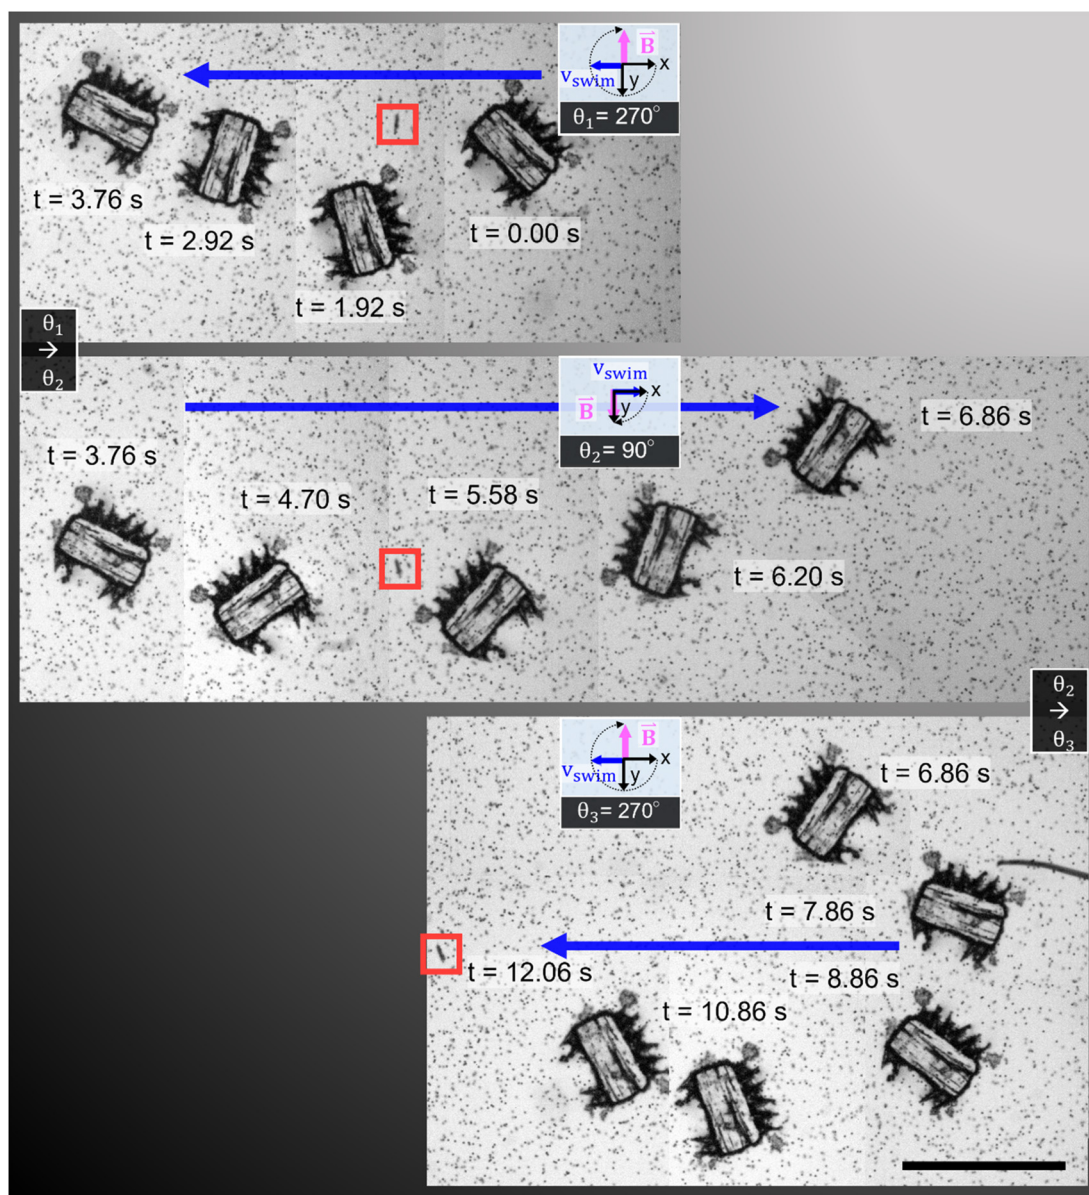 B⃗
x
v_swim
y
θ₁ = 270°
t = 3.76 s
t = 2.92 s
t = 0.00 s
t = 1.92 s
θ₁
→
θ₂
v_swim
x
B⃗
y
θ₂= 90°
t = 6.86 s
t = 3.76 s
t = 4.70 s
t = 5.58 s
t = 6.20 s
θ₂
→
θ₃
B⃗
x
v_swim
y
θ₃= 270°
t = 6.86 s
t = 7.86 s
t = 12.06 s
t = 8.86 s
t = 10.86 s